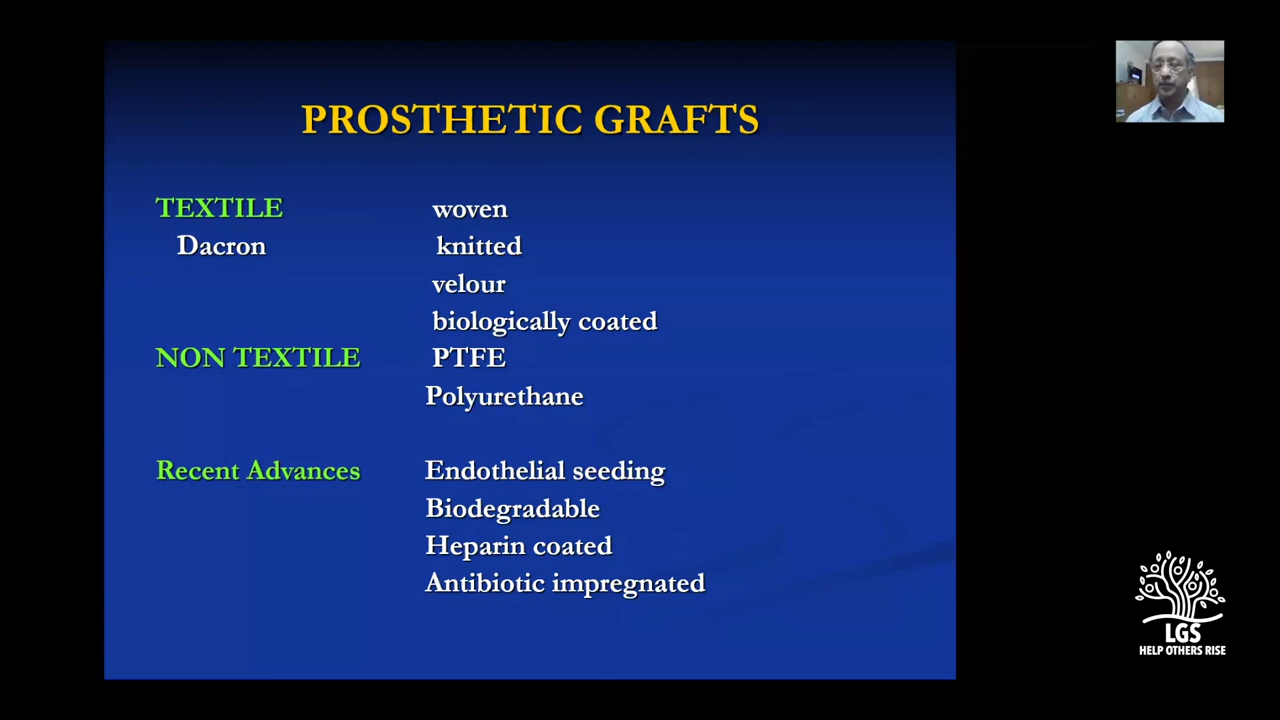 PROSTHETIC GRAFTS
TEXTILE woven
Dacron knitted
velour
biologically coated
NON TEXTILE PTFE
Polyurethane
Recent Advances Endothelial seeding
Biodegradable
Heparin coated
Antibiotic impregnated
LGS
HELP OTHERS RISE